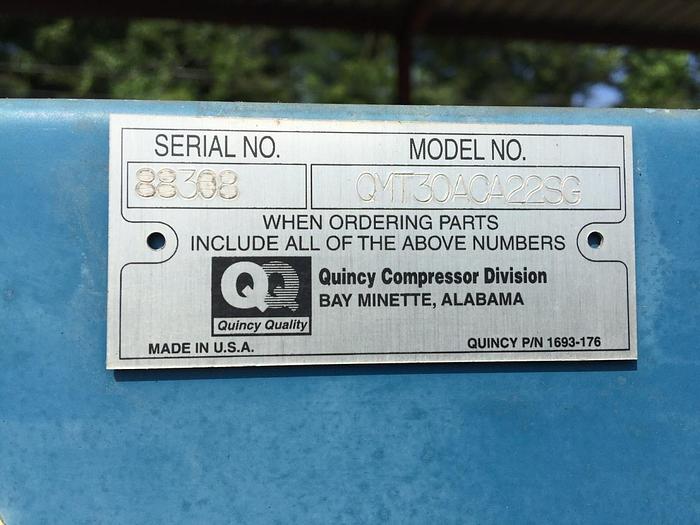 SERIAL NO. MODEL NO.
88308 QMT30ACA22SG
WHEN ORDERING PARTS
INCLUDE ALL OF THE ABOVE NUMBERS
QQ Quincy Compressor Division
BAY MINETTE, ALABAMA
Quincy Quality
MADE IN U.S.A. QUINCY P/N 1693-176